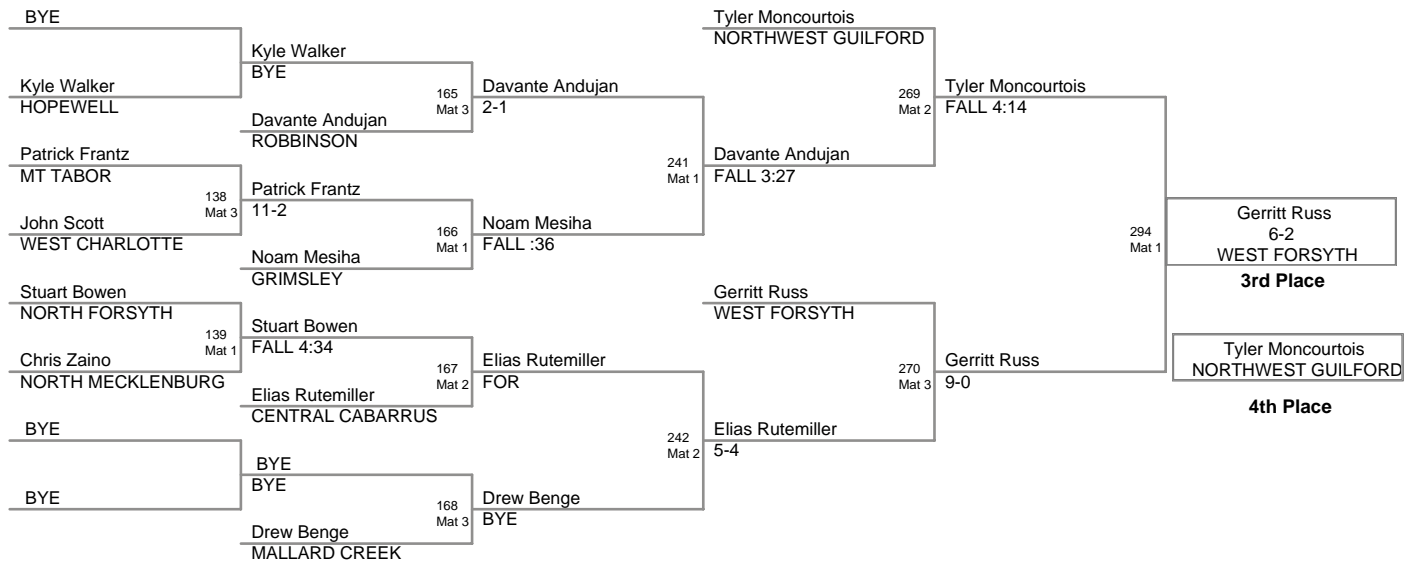 BYE
Kyle Walker
HOPEWELL
Patrick Frantz
MT TABOR
John Scott
WEST CHARLOTTE
Stuart Bowen
NORTH FORSYTH
Chris Zaino
NORTH MECKLENBURG
BYE
BYE
138
Mat 3
139
Mat 1
Kyle Walker
BYE
Davante Andujan
ROBBINSON
Patrick Frantz
11-2
Noam Mesiha
GRIMSLEY
Stuart Bowen
FALL 4:34
Elias Rutemiller
CENTRAL CABARRUS
BYE
BYE
Drew Benge
MALLARD CREEK
165
Mat 3
166
Mat 1
167
Mat 2
168
Mat 3
Davante Andujan
2-1
Noam Mesiha
FALL :36
Elias Rutemiller
FOR
Drew Benge
BYE
241
Mat 1
242
Mat 2
Tyler Moncourtois
NORTHWEST GUILFORD
Davante Andujan
FALL 3:27
Gerritt Russ
WEST FORSYTH
Elias Rutemiller
5-4
269
Mat 2
270
Mat 3
Tyler Moncourtois
FALL 4:14
Gerritt Russ
9-0
294
Mat 1
Gerritt Russ
6-2
WEST FORSYTH
3rd Place
Tyler Moncourtois
NORTHWEST GUILFORD
4th Place